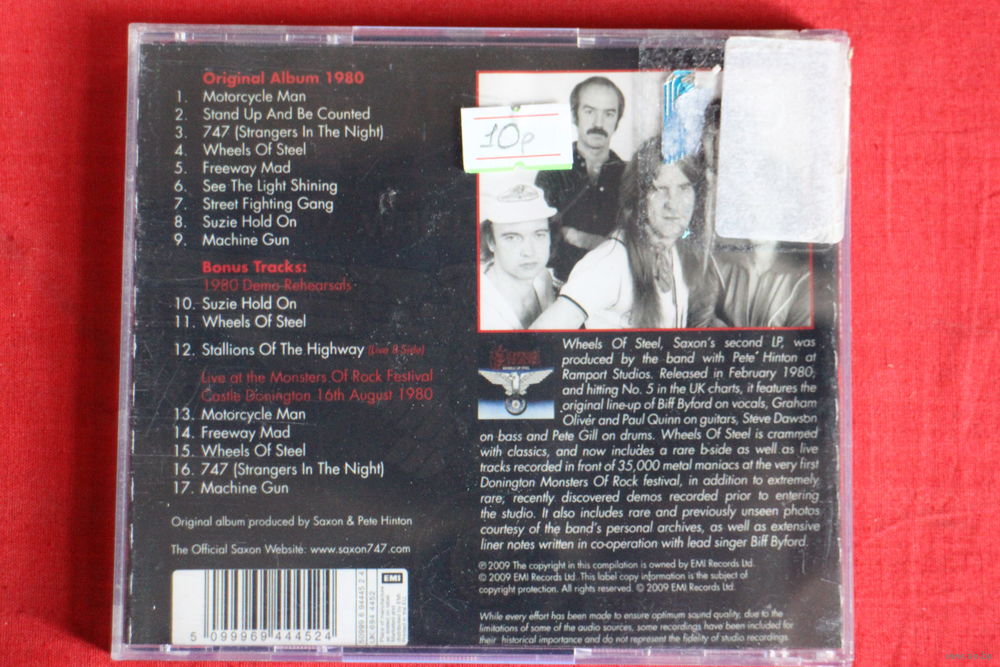 Original Album 1980
1. Motorcycle Man
2. Stand Up And Be Counted
3. 747 (Strangers In The Night)
4. Wheels Of Steel
5. Freeway Mad
6. See The Light Shining
7. Street Fighting Gang
8. Suzie Hold On
9. Machine Gun
Bonus Tracks:
1980 Demo Rehearsals
10. Suzie Hold On
11. Wheels Of Steel
12. Stallions Of The Highway (Live B-Side)
Live at the Monsters Of Rock Festival
Castle Donington 16th August 1980
13. Motorcycle Man
14. Freeway Mad
15. Wheels Of Steel
16. 747 (Strangers In The Night)
17. Machine Gun
Original album produced by Saxon & Pete Hinton
The Official Saxon Website: www.saxon747.com
EMI
5 099969 444524
10р
Wheels Of Steel, Saxon's second LP, was
produced by the band with Pete Hinton at
Ramport Studios. Released in February 1980,
and hitting No. 5 in the UK charts, it features the
original line-up of Biff Byford on vocals, Graham
Oliver and Paul Quinn on guitars, Steve Dawson
on bass and Pete Gill on drums. Wheels Of Steel is crammed
with classics, and now includes a rare b-side as well as live
tracks recorded in front of 35,000 metal maniacs at the very first
Donington Monsters Of Rock festival, in addition to extremely
rare, recently discovered demos recorded prior to entering
the studio. It also includes rare and previously unseen photos
courtesy of the band's personal archives, as well as extensive
liner notes written in co-operation with lead singer Biff Byford.
℗ 2009 The copyright in this compilation is owned by EMI Records Ltd.
© 2009 EMI Records Ltd. This label copy information is the subject of
copyright protection. All rights reserved. © 2009 EMI Records Ltd.
While every effort has been made to ensure optimum sound quality, due to the
limitations of some of the audio sources, some recordings have been included for
their historical importance and do not represent the fidelity of studio recordings.